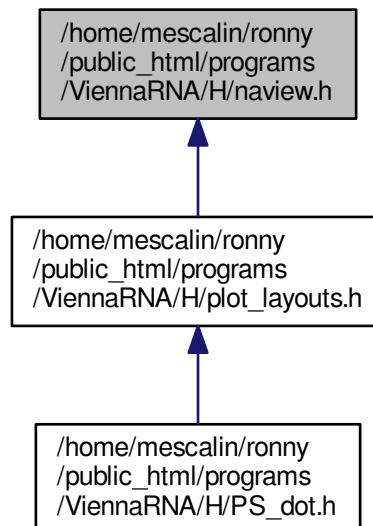 /home/mescalin/ronny
/public_html/programs
/ViennaRNA/H/naview.h
/home/mescalin/ronny
/public_html/programs
/ViennaRNA/H/plot_layouts.h
/home/mescalin/ronny
/public_html/programs
/ViennaRNA/H/PS_dot.h